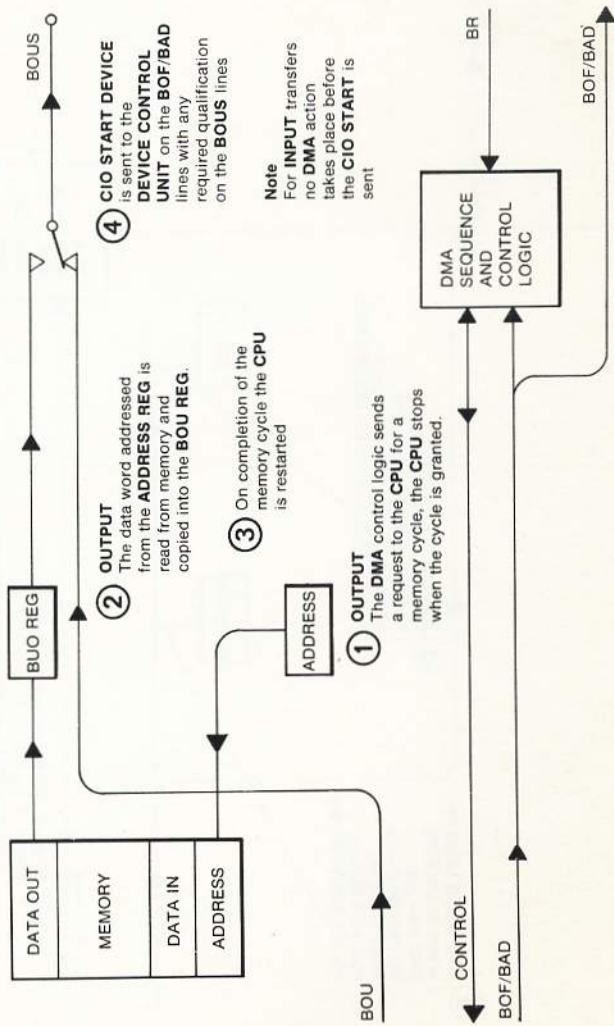 DATA OUT
MEMORY
DATA IN
ADDRESS
BUO REG
BOUS
① OUTPUT
The DMA control logic sends
a request to the CPU for a
memory cycle, the CPU stops
when the cycle is granted.
② OUTPUT
The data word addressed
from the ADDRESS REG is
read from memory and
copied into the BOU REG.
③ On completion of the
memory cycle the CPU
is restarted
④ CIO START DEVICE
is sent to the
DEVICE CONTROL
UNIT on the BOF/BAD
lines with any
required qualification
on the BOUS lines
Note
For INPUT transfers
no DMA action
takes place before
the CIO START is
sent
ADDRESS
BOU
CONTROL
BOF/BAD
DMA
SEQUENCE
AND
CONTROL
LOGIC
BR
BOF/BAD'